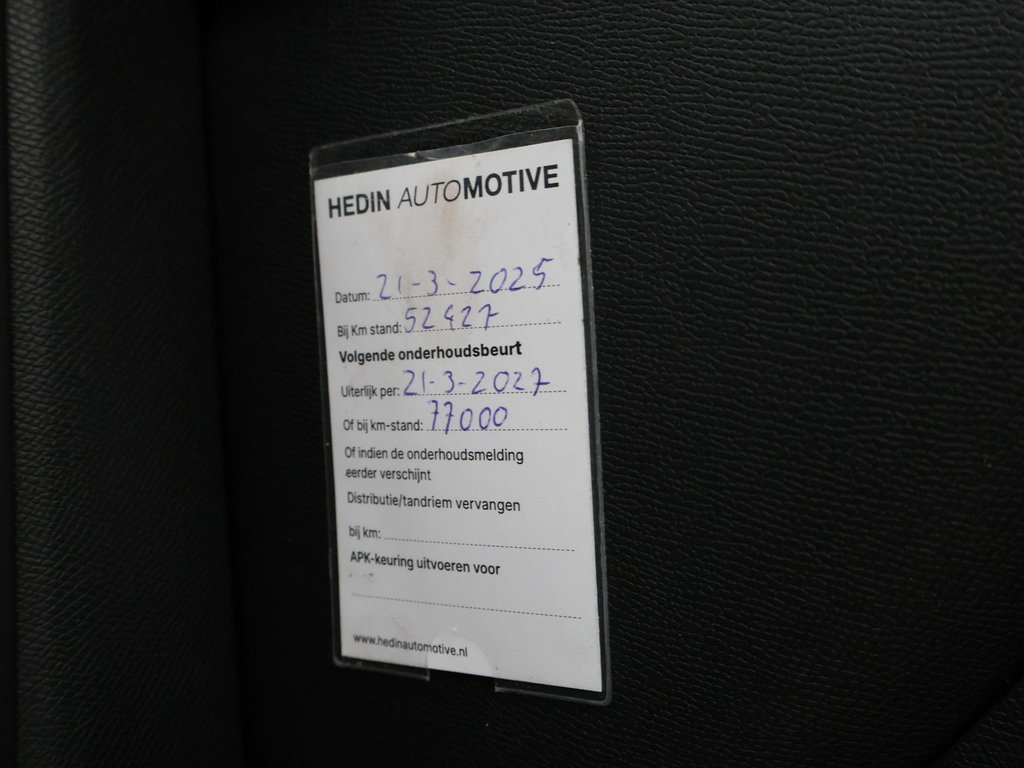 HEDIN AUTOMOTIVE
Datum: 21-3-2025
Bij Km stand: 52427
Volgende onderhoudsbeurt
Uiterlijk per: 21-3-2027
Of bij km-stand: 77000
Of indien de onderhoudsmelding
eerder verschijnt
Distributie/tandriem vervangen
bij km:
APK-keuring uitvoeren voor
www.hedinautomotive.nl